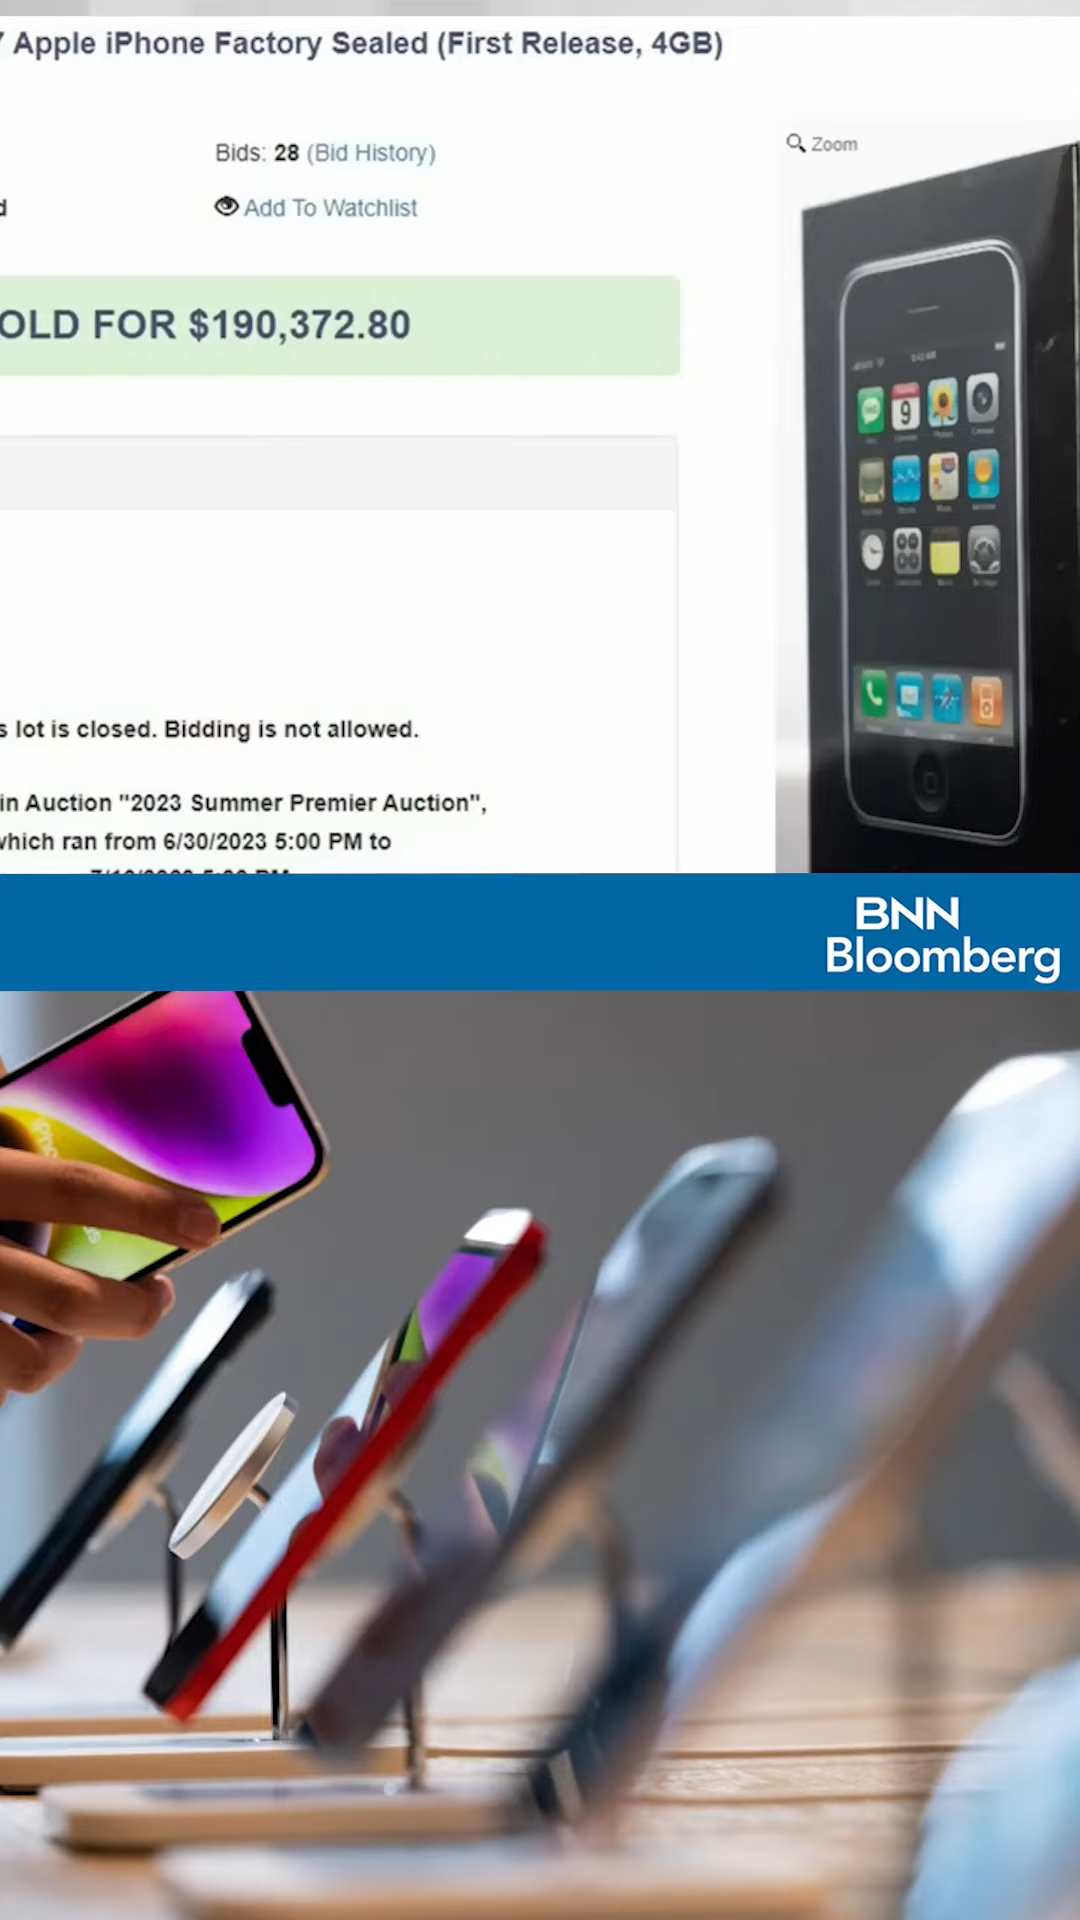 7 Apple iPhone Factory Sealed (First Release, 4GB)
Bids: 28 (Bid History)
Zoom
d
Add To Watchlist
OLD FOR $190,372.80
9
s lot is closed. Bidding is not allowed.
in Auction "2023 Summer Premier Auction",
which ran from 6/30/2023 5:00 PM to
BNN
Bloomberg